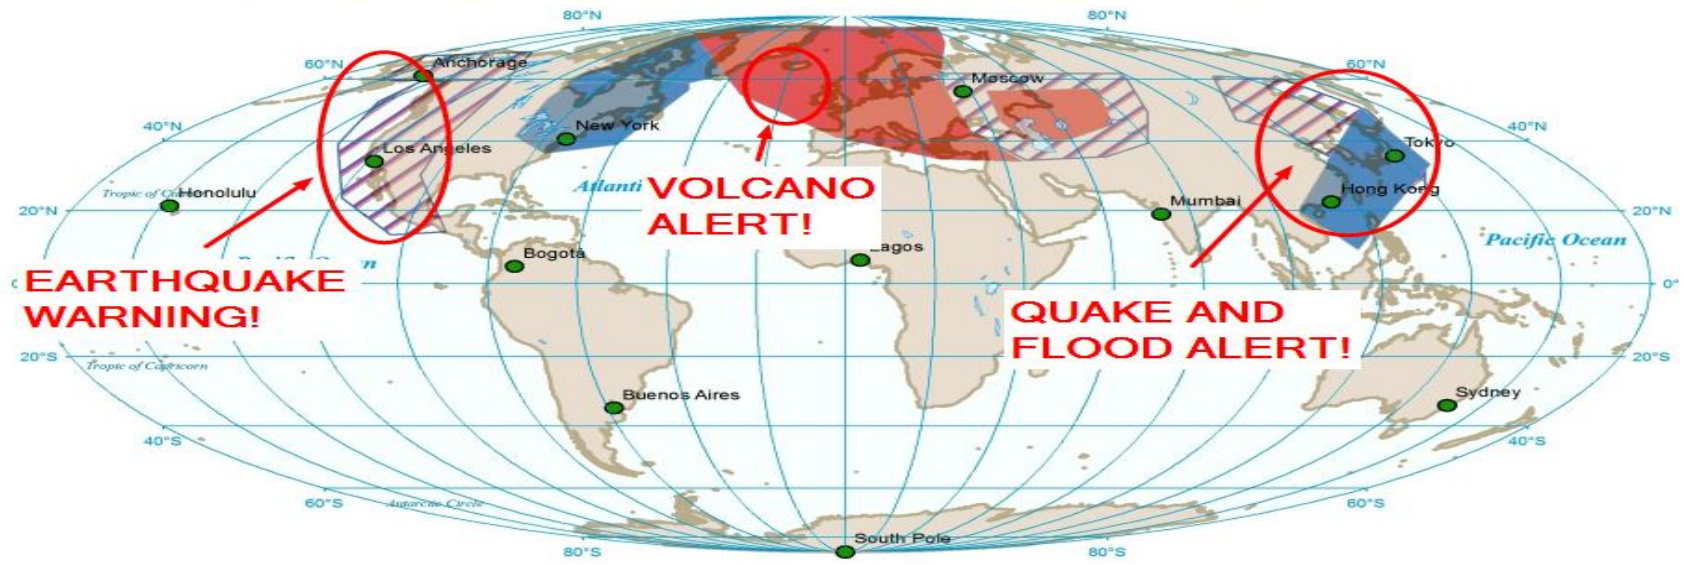 80°N 80°N
60°N Anchorage 60°N
Moscow
40°N New York 40°N
Los Angeles Tokyo
Tropic of Honolulu Atlanti VOLCANO Hong Kong
20°N ALERT! Mumbai 20°N
Bogotá Lagos Pacific Ocean
EARTHQUAKE 0°
WARNING! QUAKE AND
FLOOD ALERT!
20°S 20°S
Tropic of Capricorn
Buenos Aires Sydney
40°S 40°S
60°S Antarctic Circle 60°S
South Pole
80°S 80°S